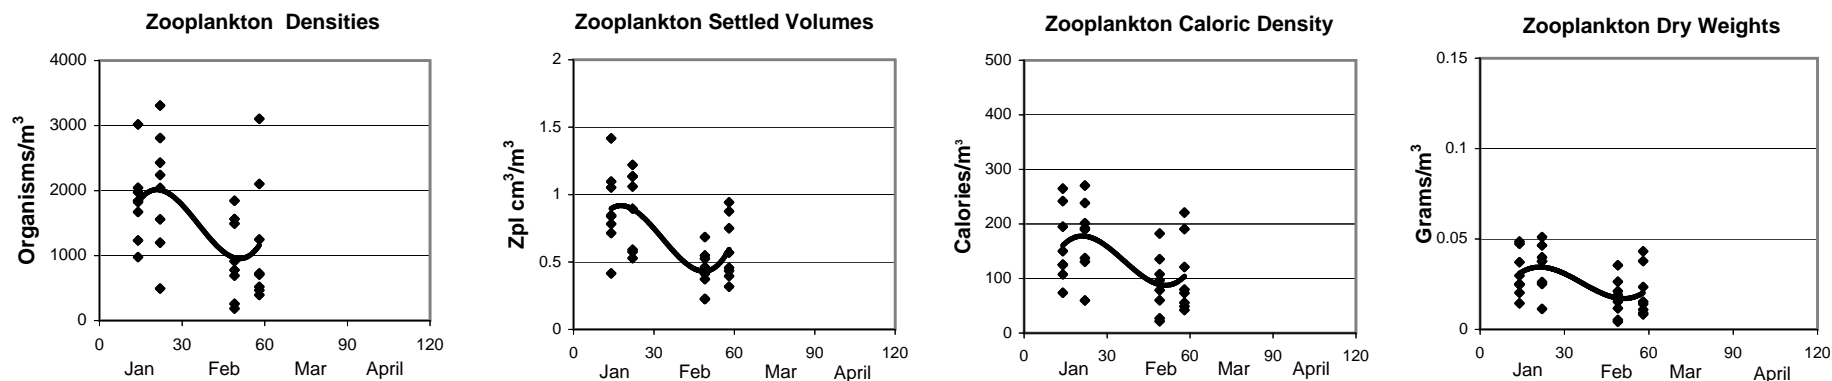 Zooplankton Densities
4000
3000
2000
1000
0
Organisms/m³
0 30 60 90 120
Jan Feb Mar April
Zooplankton Settled Volumes
2
1.5
1
0.5
0
Zpl cm³/m³
0 30 60 90 120
Jan Feb Mar April
Zooplankton Caloric Density
500
400
300
200
100
0
Calories/m³
0 30 60 90 120
Jan Feb Mar April
Zooplankton Dry Weights
0.15
0.1
0.05
0
Grams/m³
0 30 60 90 120
Jan Feb Mar April